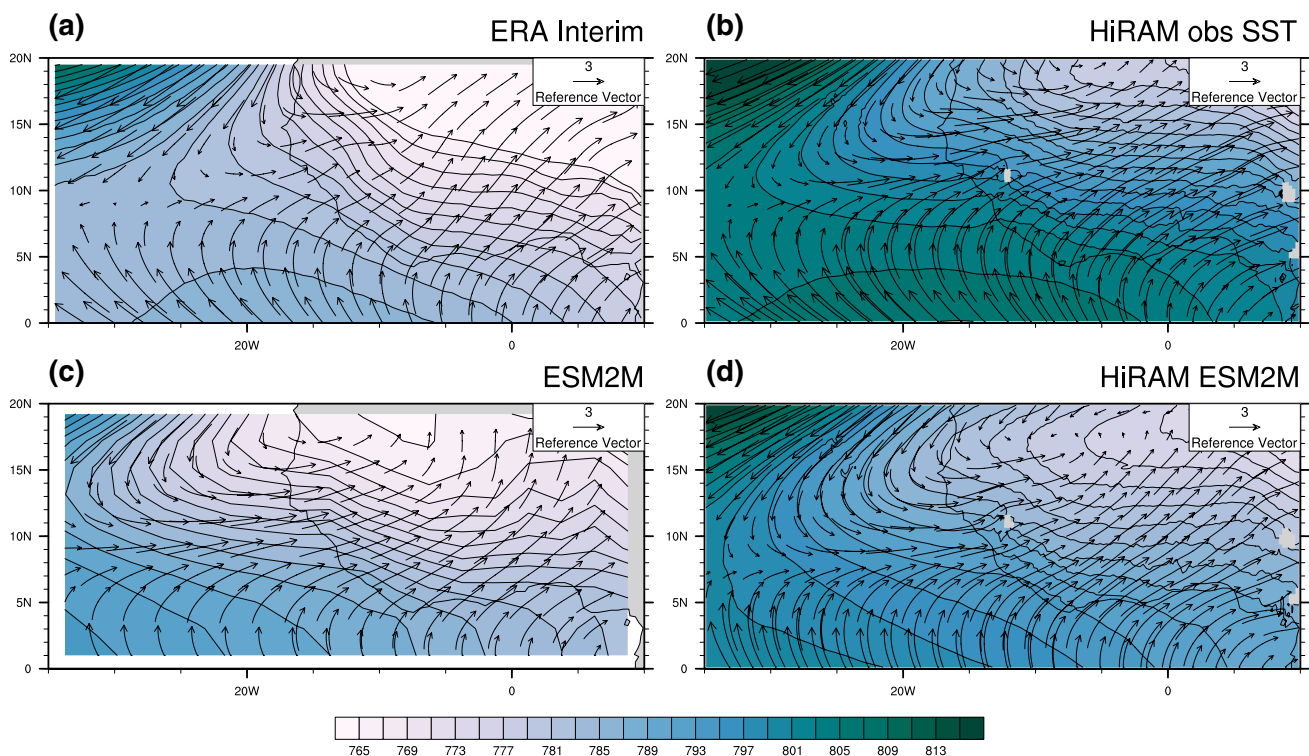 (a) ERA Interim
20N
15N
10N
5N
0
20W 0
3
Reference Vector
(b) HiRAM obs SST
20N
15N
10N
5N
0
20W 0
3
Reference Vector
(c) ESM2M
20N
15N
10N
5N
0
20W 0
3
Reference Vector
(d) HiRAM ESM2M
20N
15N
10N
5N
0
20W 0
3
Reference Vector
765 769 773 777 781 785 789 793 797 801 805 809 813